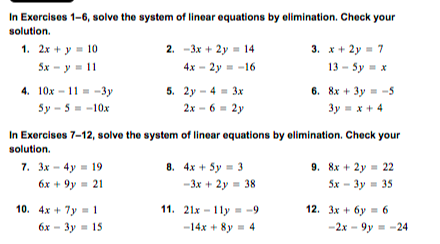 In Exercises 1–6, solve the system of linear equations by elimination. Check your
solution.
1. 2x + y = 10 2. −3x + 2y = 14 3. x + 2y = 7
5x − y = 11 4x − 2y = −16 13 − 5y = x
4. 10x − 11 = −3y 5. 2y − 4 = 3x 6. 8x + 3y = −5
5y − 5 = −10x 2x − 6 = 2y 3y = x + 4
In Exercises 7–12, solve the system of linear equations by elimination. Check your
solution.
7. 3x − 4y = 19 8. 4x + 5y = 3 9. 8x + 2y = 22
6x + 9y = 21 −3x + 2y = 38 5x − 3y = 35
10. 4x + 7y = 1 11. 21x − 11y = −9 12. 3x + 6y = 6
6x − 3y = 15 −14x + 8y = 4 −2x − 9y = −24